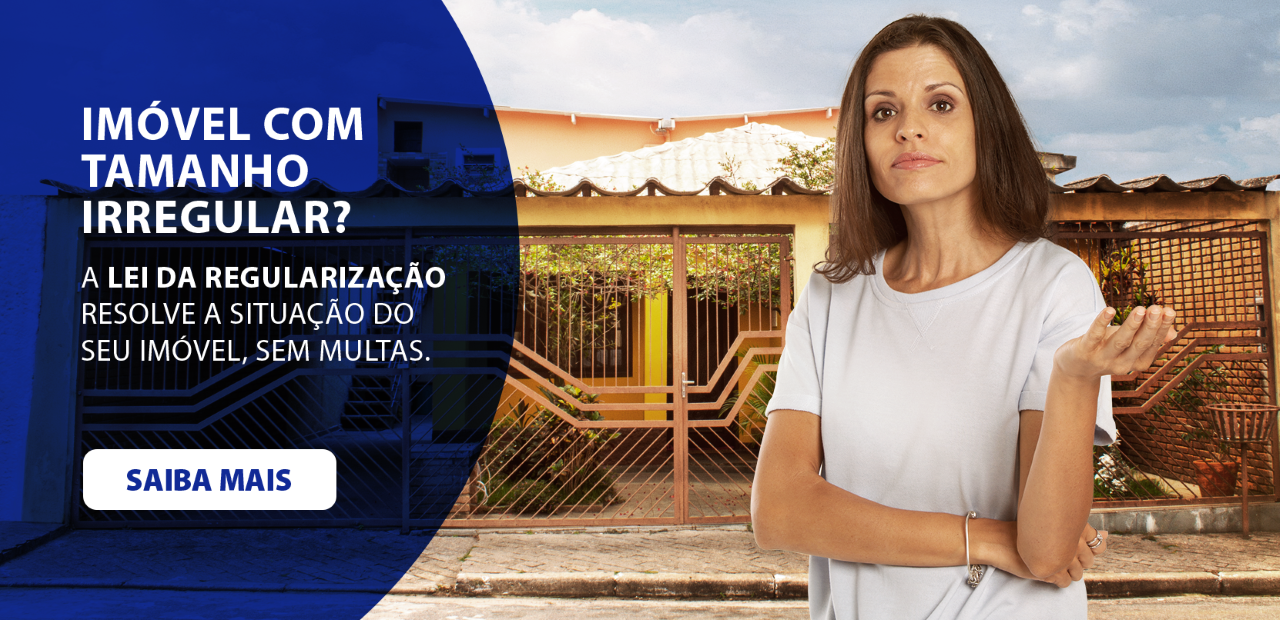 IMÓVEL COM
TAMANHO
IRREGULAR?
A LEI DA REGULARIZAÇÃO
RESOLVE A SITUAÇÃO DO
SEU IMÓVEL, SEM MULTAS.
SAIBA MAIS